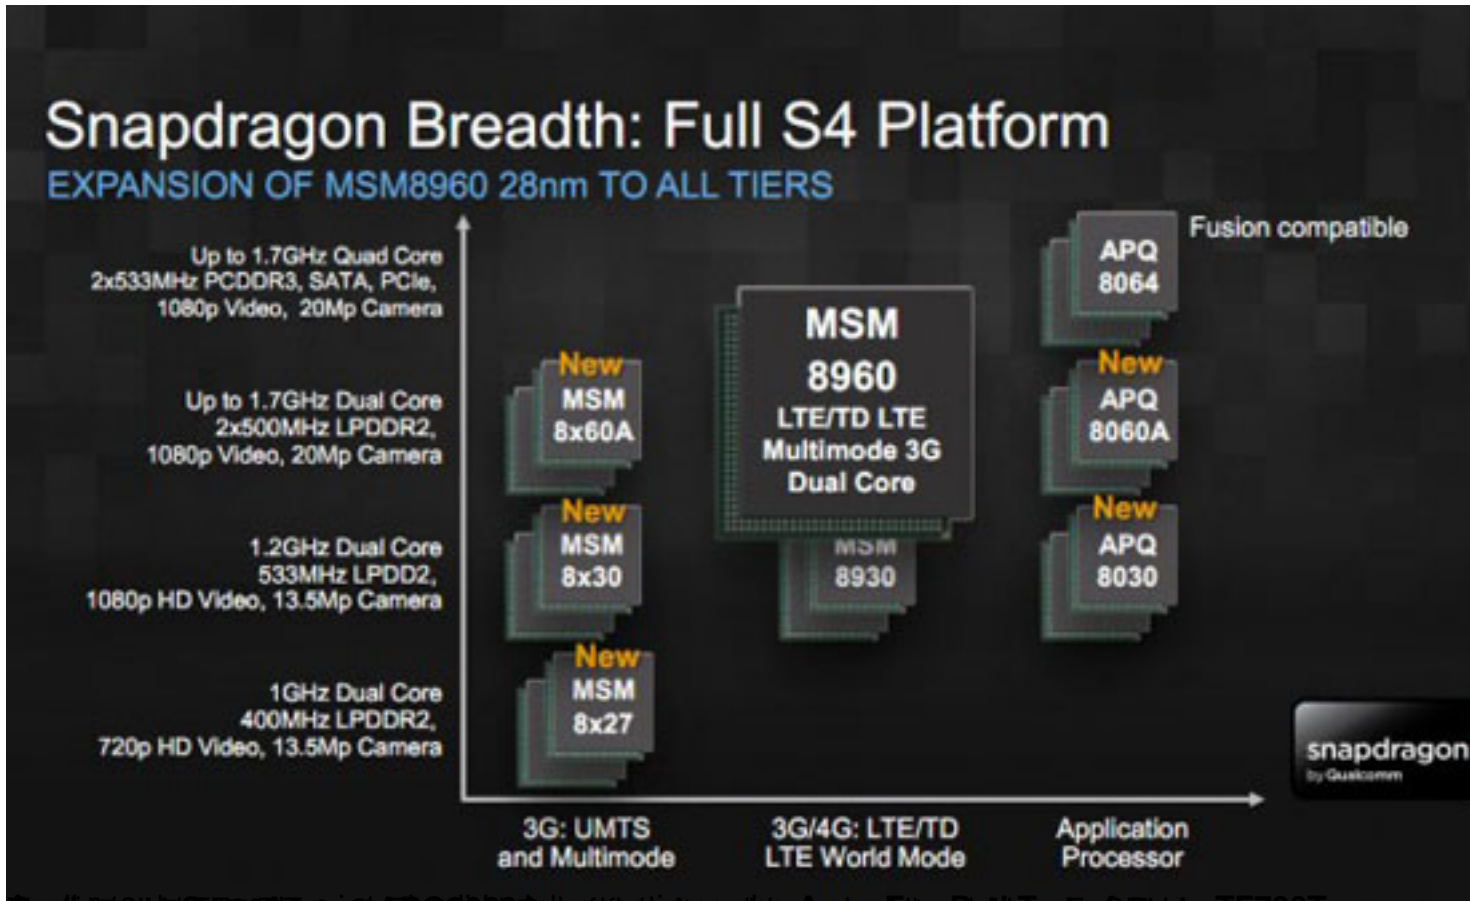 Snapdragon Breadth: Full S4 Platform
EXPANSION OF MSM8960 28nm TO ALL TIERS
Fusion compatible
Up to 1.7GHz Quad Core
2x533MHz PCDDR3, SATA, PCIe,
1080p Video, 20Mp Camera
APQ
8064
Up to 1.7GHz Dual Core
2x500MHz LPDDR2,
1080p Video, 20Mp Camera
New
MSM
8x60A
MSM
8960
LTE/TD LTE
Multimode 3G
Dual Core
New
APQ
8060A
1.2GHz Dual Core
533MHz LPDD2,
1080p HD Video, 13.5Mp Camera
New
MSM
8x30
MSM
8930
New
APQ
8030
1GHz Dual Core
400MHz LPDDR2,
720p HD Video, 13.5Mp Camera
New
MSM
8x27
snapdragon
by Qualcomm
3G: UMTS
and Multimode
3G/4G: LTE/TD
LTE World Mode
Application
Processor